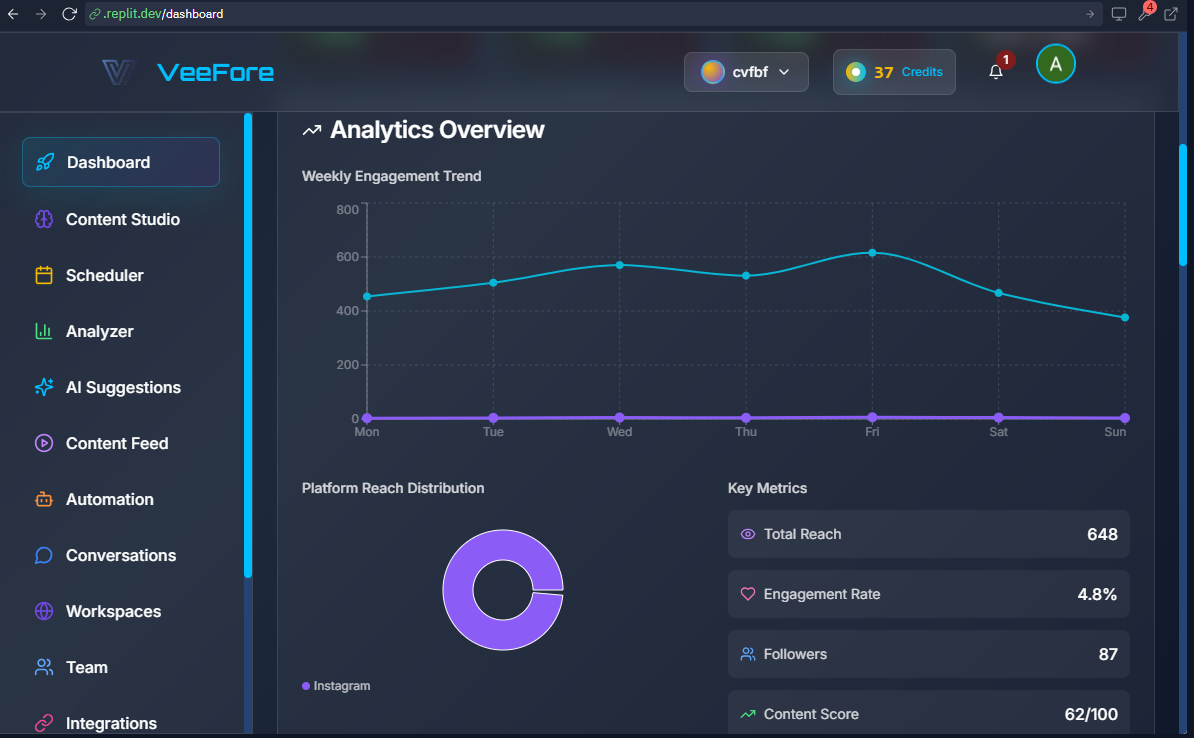 .replit.dev/dashboard
4
VeeFore
cvfbf
37 Credits
1
A
Dashboard
Content Studio
Scheduler
Analyzer
AI Suggestions
Content Feed
Automation
Conversations
Workspaces
Team
Integrations
Analytics Overview
Weekly Engagement Trend
800
600
400
200
0
Mon Tue Wed Thu Fri Sat Sun
Platform Reach Distribution
Instagram
Key Metrics
Total Reach 648
Engagement Rate 4.8%
Followers 87
Content Score 62/100